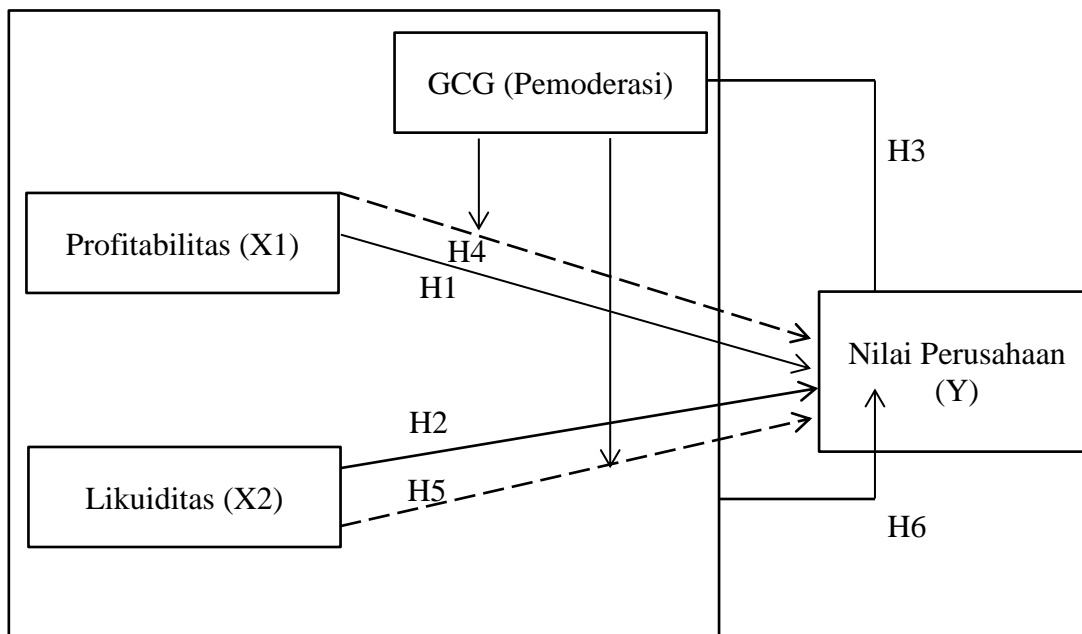 GCG (Pemoderasi)
H3
Profitabilitas (X1)
H4
H1
Nilai Perusahaan
(Y)
H2
Likuiditas (X2)
H5
H6